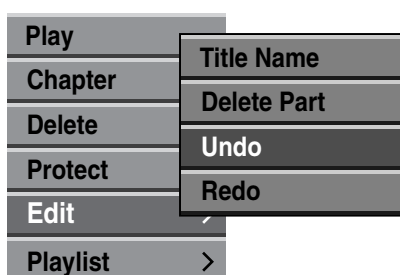 Play
Chapter
Delete
Protect
Edit
Playlist >
Title Name
Delete Part
Undo
Redo